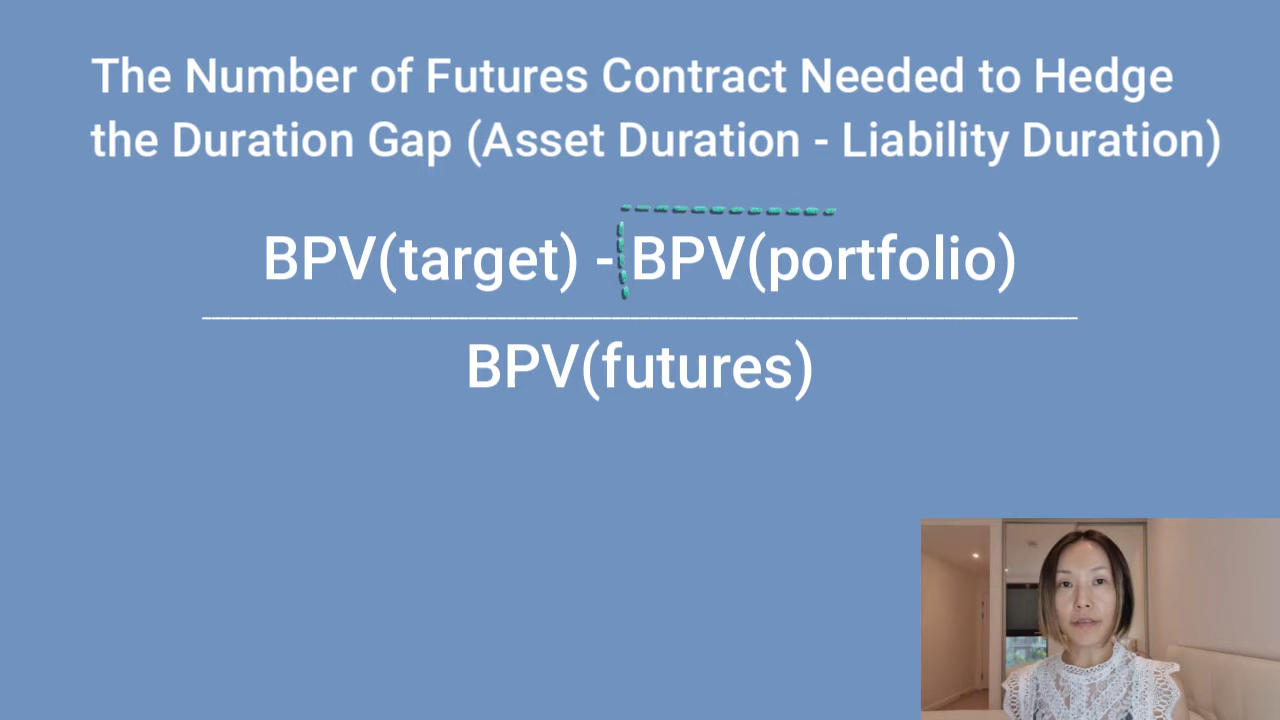 The Number of Futures Contract Needed to Hedge
the Duration Gap (Asset Duration - Liability Duration)
BPV(target) - BPV(portfolio)
BPV(futures)